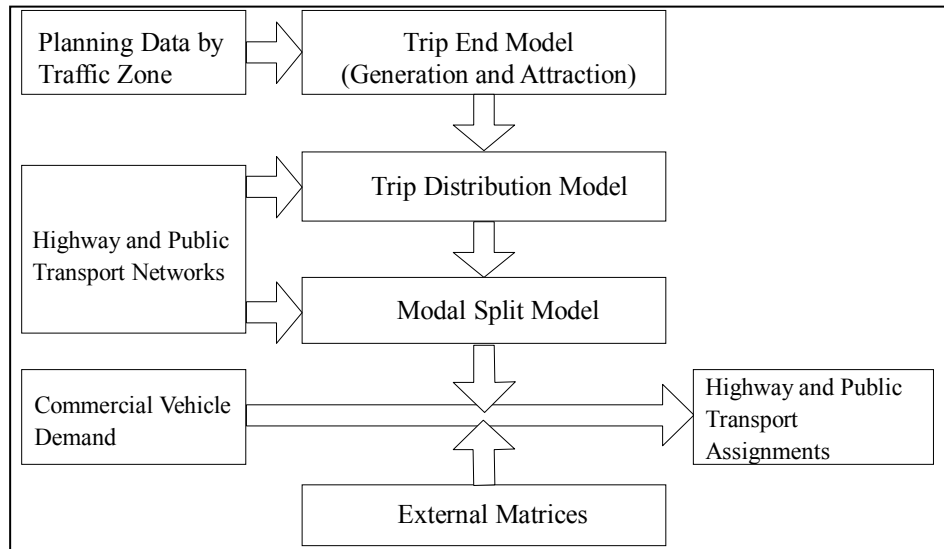 Planning Data by
Traffic Zone
Trip End Model
(Generation and Attraction)
Trip Distribution Model
Highway and Public
Transport Networks
Modal Split Model
Commercial Vehicle
Demand
Highway and Public
Transport
Assignments
External Matrices